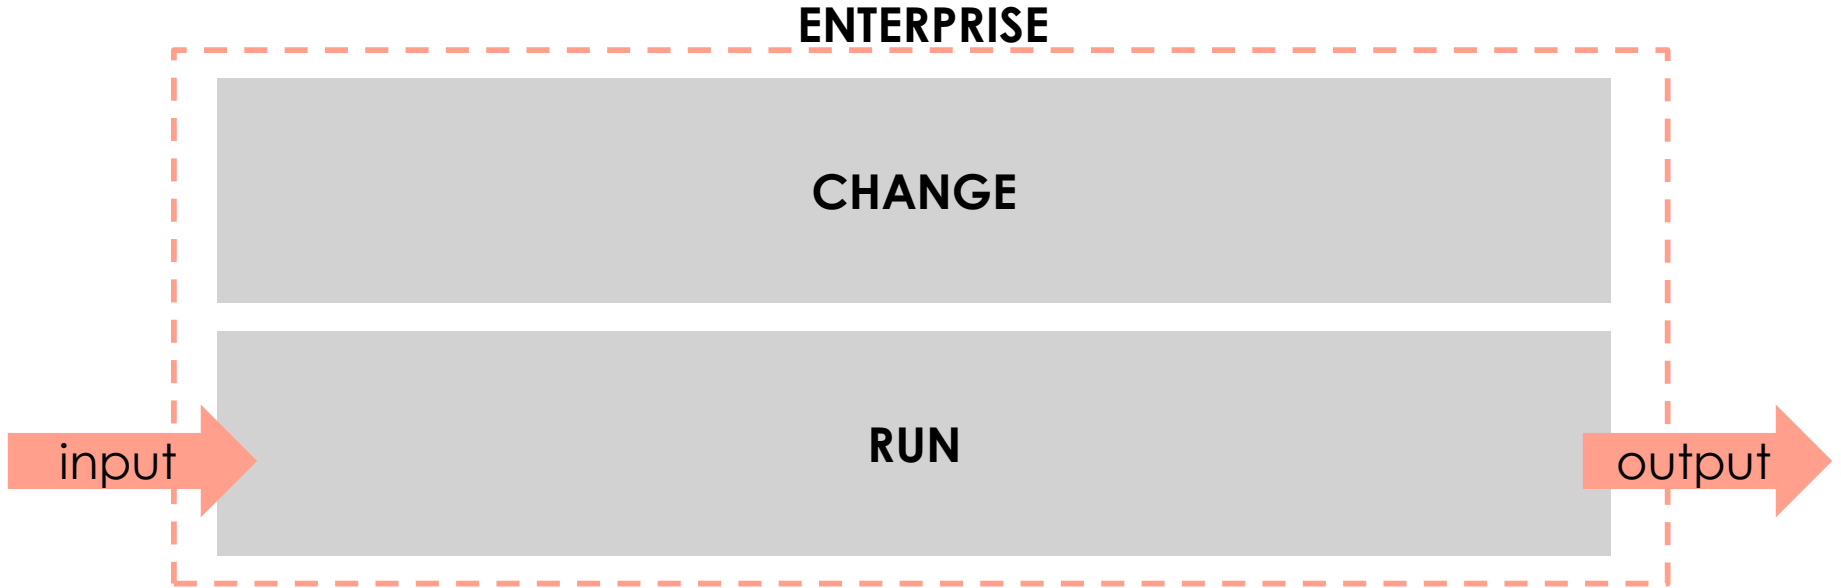 ENTERPRISE
CHANGE
RUN
input
output